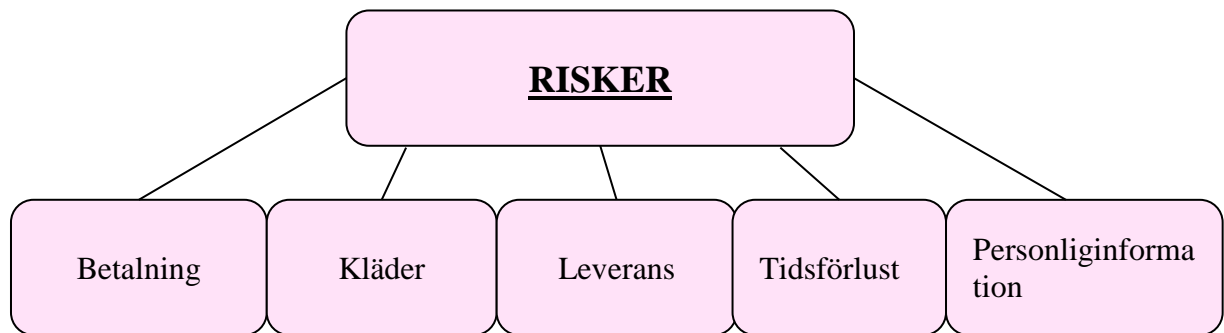 RISKER
Betalning
Kläder
Leverans
Tidsförlust
Personliginforma
tion